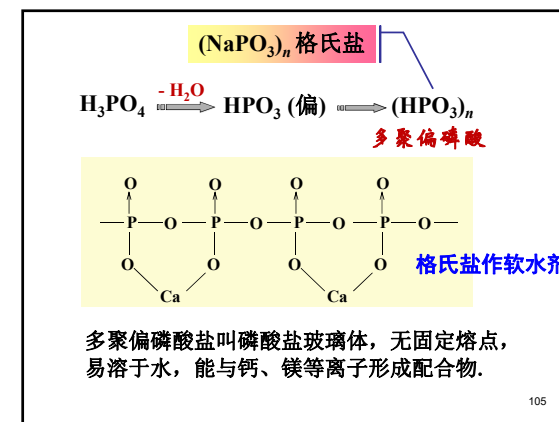 (NaPO3)n 格氏盐
- H2O
H3PO4 HPO3 (偏) (HPO3)n
多聚偏磷酸
O O O O
P O P O P O P O
O O O O
Ca Ca
格氏盐作软水剂
多聚偏磷酸盐叫磷酸盐玻璃体，无固定熔点，
易溶于水，能与钙、镁等离子形成配合物.
105